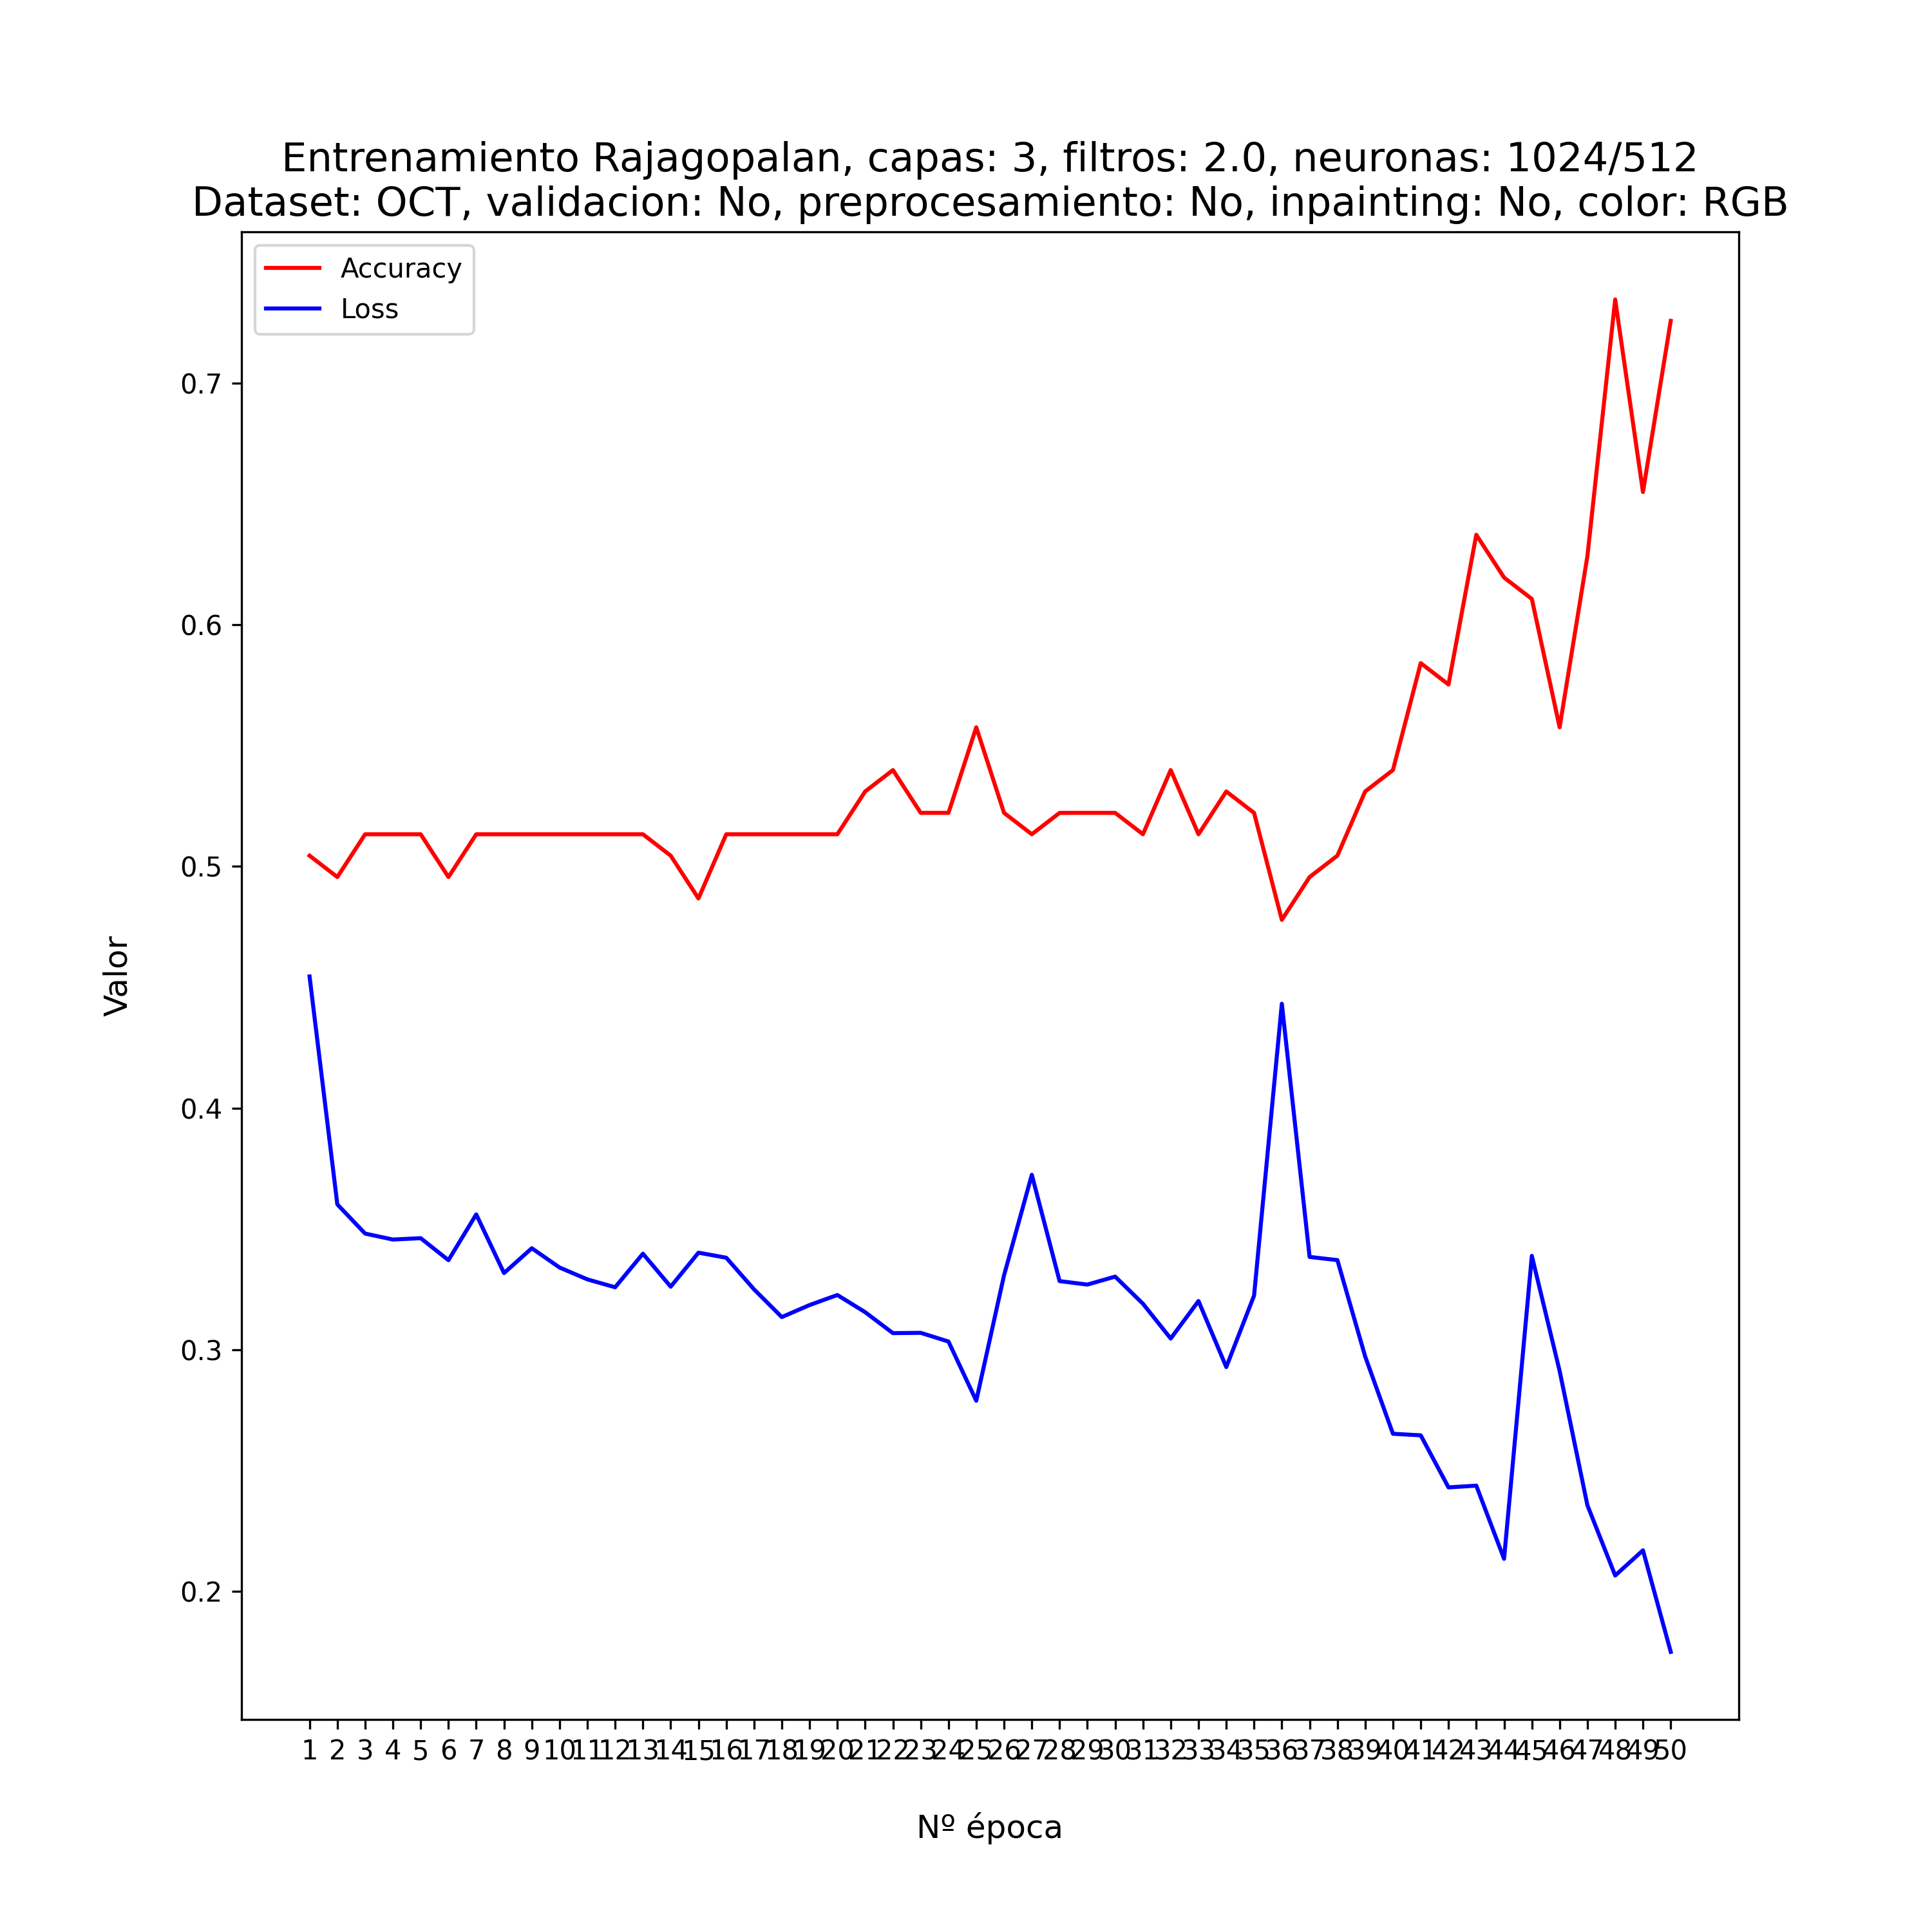 Entrenamiento Rajagopalan, capas: 3, filtros: 2.0, neuronas: 1024/512
Dataset: OCT, validacion: No, preprocesamiento: No, inpainting: No, color: RGB
Accuracy
Loss
0.7
0.6
0.5
0.4
0.3
0.2
Valor
1 2 3 4 5 6 7 8 9 10 11 12 13 14 15 16 17 18 19 20 21 22 23 24 25 26 27 28 29 30 31 32 33 34 35 36 37 38 39 40 41 42 43 44 45 46 47 48 49 50
Nº época